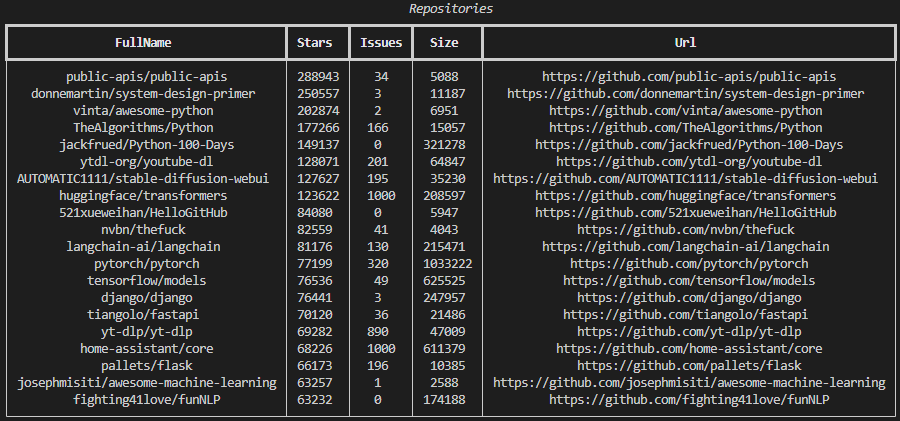 Repositories
FullName Stars Issues Size Url
public-apis/public-apis 288943 34 5088 https://github.com/public-apis/public-apis
donnemartin/system-design-primer 250557 3 11187 https://github.com/donnemartin/system-design-primer
vinta/awesome-python 202874 2 6951 https://github.com/vinta/awesome-python
TheAlgorithms/Python 177266 166 15057 https://github.com/TheAlgorithms/Python
jackfrued/Python-100-Days 149137 0 321278 https://github.com/jackfrued/Python-100-Days
ytdl-org/youtube-dl 128071 201 64847 https://github.com/ytdl-org/youtube-dl
AUTOMATIC1111/stable-diffusion-webui 127627 195 35230 https://github.com/AUTOMATIC1111/stable-diffusion-webui
huggingface/transformers 123622 1000 208597 https://github.com/huggingface/transformers
521xueweihan/HelloGitHub 84080 0 5947 https://github.com/521xueweihan/HelloGitHub
nvbn/thefuck 82559 41 4043 https://github.com/nvbn/thefuck
langchain-ai/langchain 81176 130 215471 https://github.com/langchain-ai/langchain
pytorch/pytorch 77199 320 1033222 https://github.com/pytorch/pytorch
tensorflow/models 76536 49 625525 https://github.com/tensorflow/models
django/django 76441 3 247957 https://github.com/django/django
tiangolo/fastapi 70120 36 21486 https://github.com/tiangolo/fastapi
yt-dlp/yt-dlp 69282 890 47009 https://github.com/yt-dlp/yt-dlp
home-assistant/core 68226 1000 611379 https://github.com/home-assistant/core
pallets/flask 66173 196 10385 https://github.com/pallets/flask
josephmisiti/awesome-machine-learning 63257 1 2588 https://github.com/josephmisiti/awesome-machine-learning
fighting41love/funNLP 63232 0 174188 https://github.com/fighting41love/funNLP